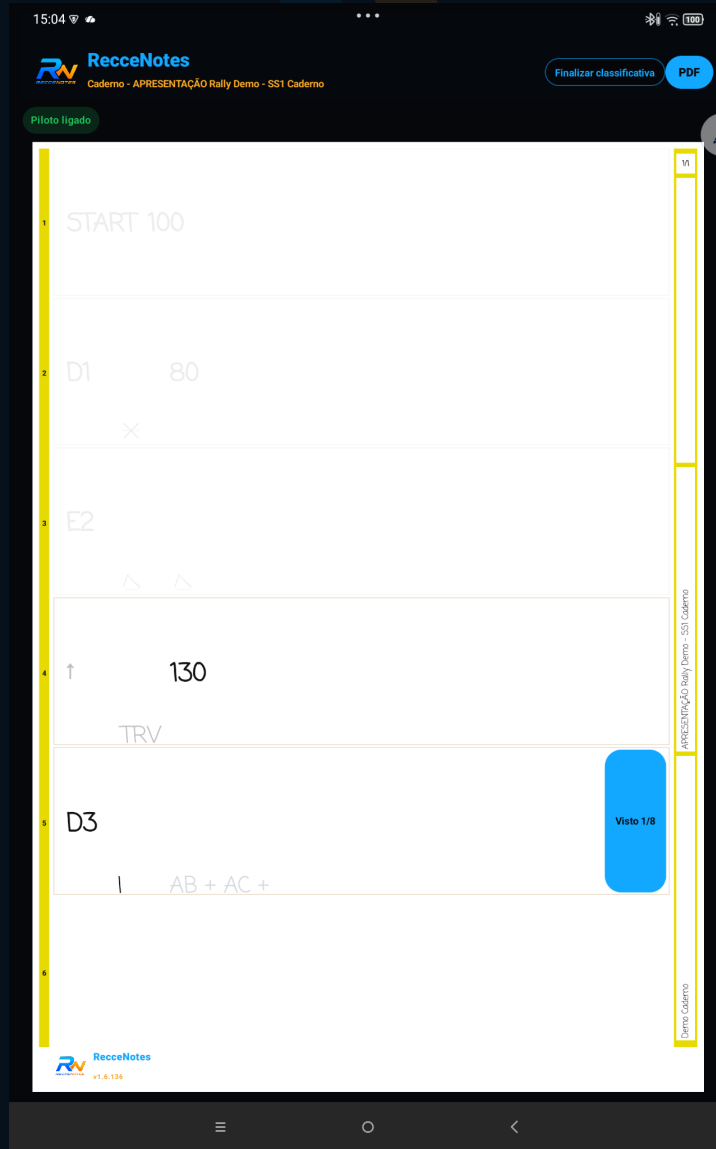 15:04
100
RecceNotes
Caderno - APRESENTAÇÃO Rally Demo - SS1 Caderno
Finalizar classificativa
PDF
Piloto ligado
1/1
1 START 100
2 D1 80
3 E2
4 ↑ 130
TRV
5 D3
Visto 1/8
AB + AC +
6
APRESENTAÇÃO Rally Demo - SS1 Caderno
Demo Caderno
RecceNotes
v1.6.136